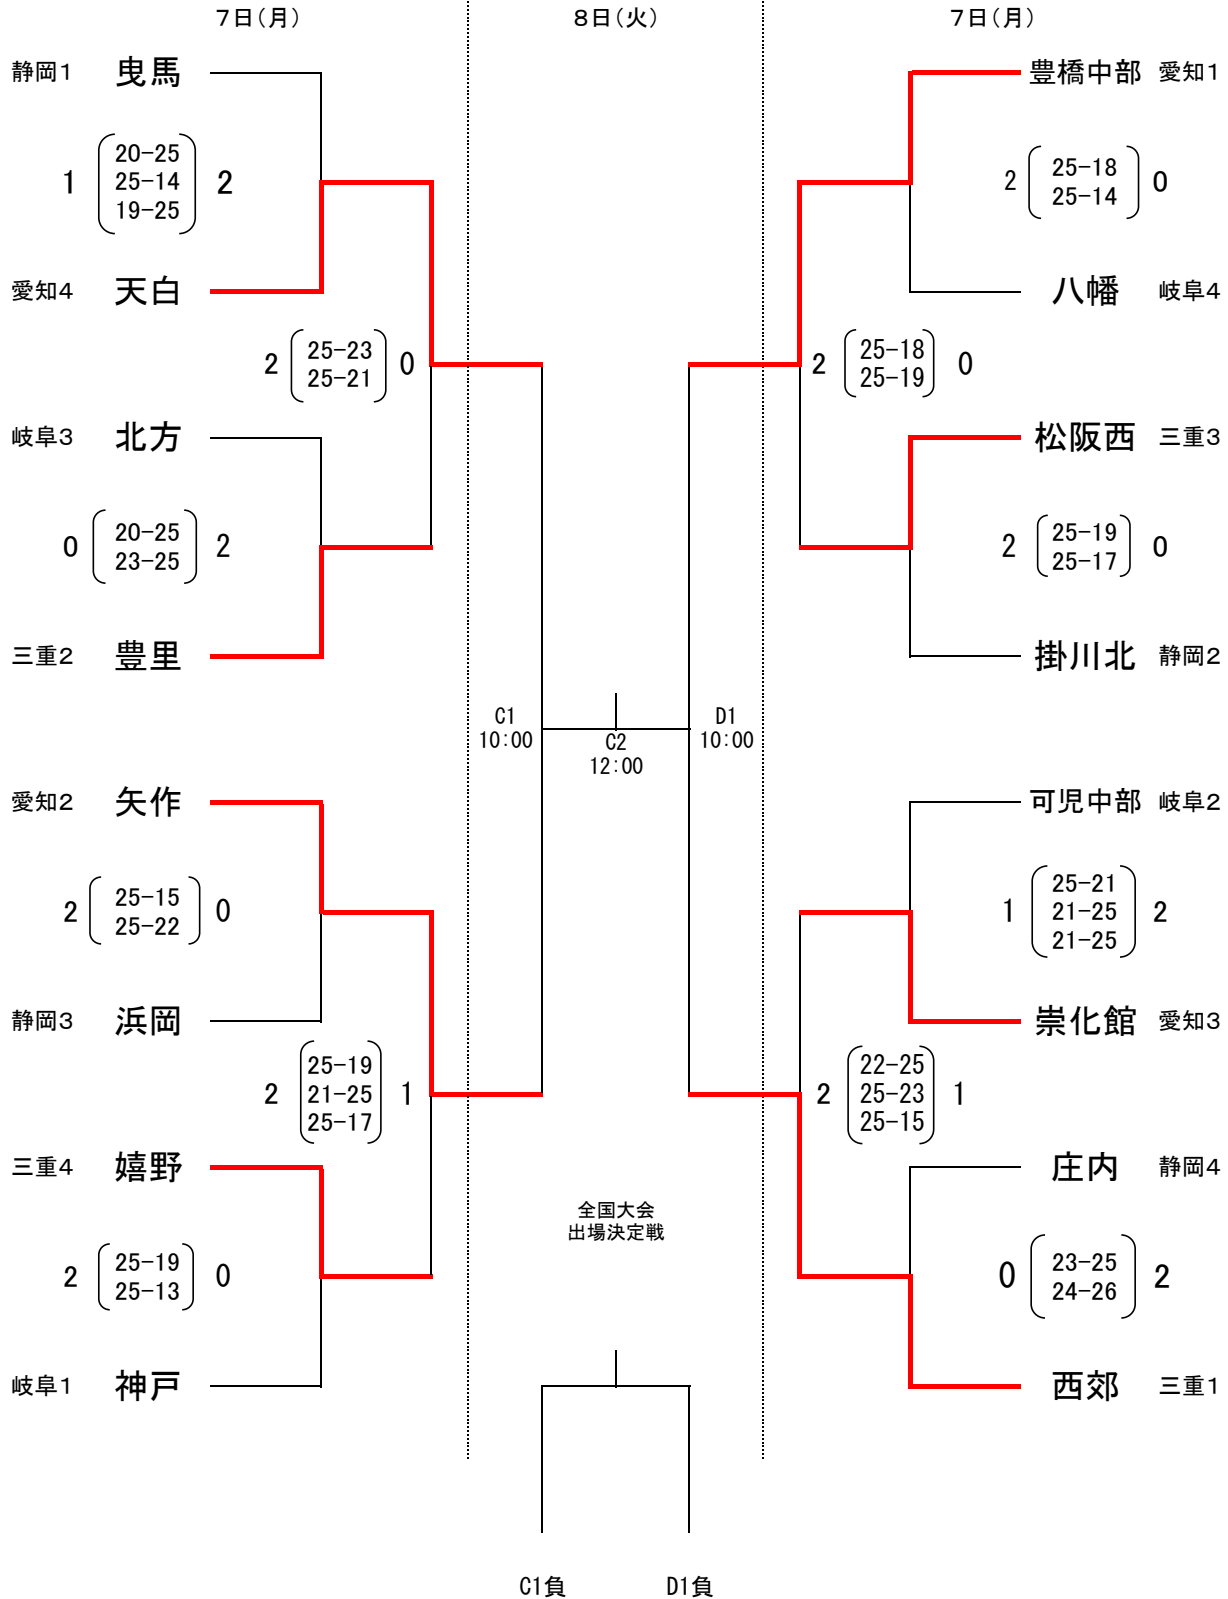 7日(月)
8日(火)
7日(月)
静岡1 曳馬
豊橋中部 愛知1
1
20-25
25-14
19-25
2
2
25-18
25-14
0
愛知4 天白
八幡 岐阜4
2
25-23
25-21
0
2
25-18
25-19
0
岐阜3 北方
松阪西 三重3
0
20-25
23-25
2
2
25-19
25-17
0
三重2 豊里
掛川北 静岡2
C1
10:00
C2
12:00
D1
10:00
愛知2 矢作
可児中部 岐阜2
2
25-15
25-22
0
1
25-21
21-25
21-25
2
静岡3 浜岡
崇化館 愛知3
2
25-19
21-25
25-17
1
2
22-25
25-23
25-15
1
三重4 嬉野
庄内 静岡4
全国大会
出場決定戦
2
25-19
25-13
0
0
23-25
24-26
2
岐阜1 神戸
西郊 三重1
C1負
D1負